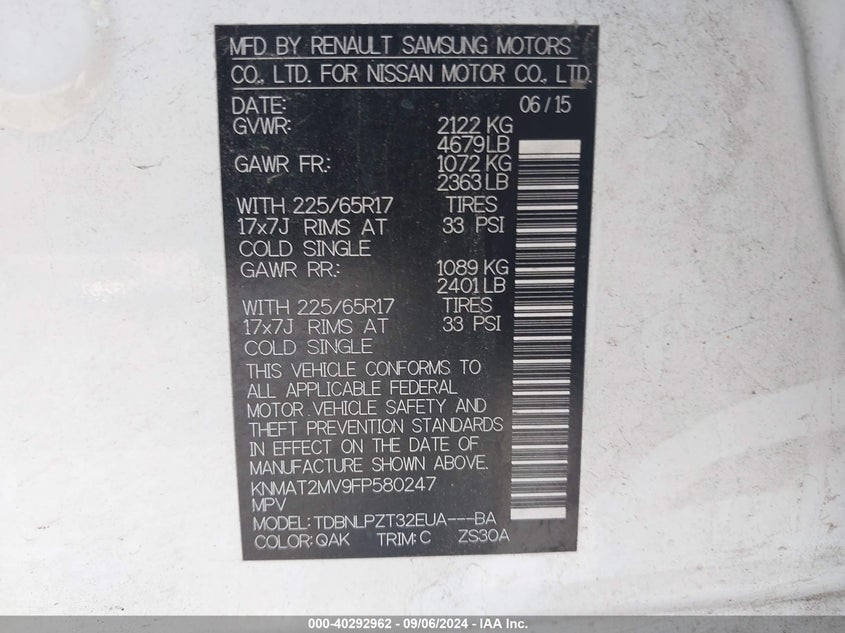 MFD BY RENAULT SAMSUNG MOTORS
CO., LTD. FOR NISSAN MOTOR CO., LTD.
DATE: 06/15
GVWR: 2122 KG
4679 LB
GAWR FR.: 1072 KG
2363 LB
WITH 225/65R17 TIRES
17x7J RIMS AT 33 PSI
COLD SINGLE
GAWR RR.: 1089 KG
2401 LB
WITH 225/65R17 TIRES
17x7J RIMS AT 33 PSI
COLD SINGLE
THIS VEHICLE CONFORMS TO
ALL APPLICABLE FEDERAL
MOTOR VEHICLE SAFETY AND
THEFT PREVENTION STANDARDS
IN EFFECT ON THE DATE OF
MANUFACTURE SHOWN ABOVE.
KNMAT2MV9FP580247
MPV
MODEL: TDBNLPZT32EUA---BA
COLOR: QAK TRIM: C ZS30A
000-40292962 - 09/06/2024 - IAA Inc.